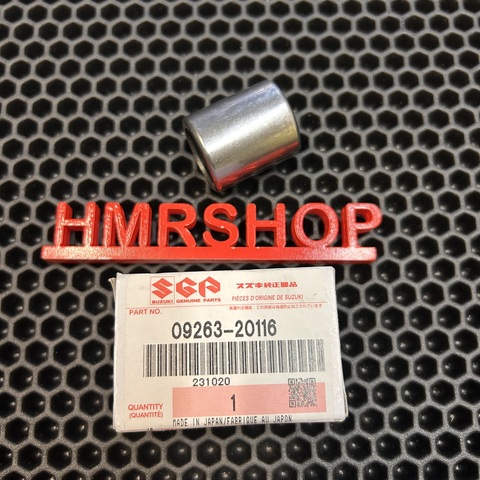 HMRSHOP
SGP
SUZUKI GENUINE PARTS
スズキ純正部品
PIÈCES D'ORIGINE DE SUZUKI
PART NO.
09263-20116
231020
QUANTITY
(QUANTITÉ)
1
MADE IN JAPAN/FABRIQUE AU JAPON